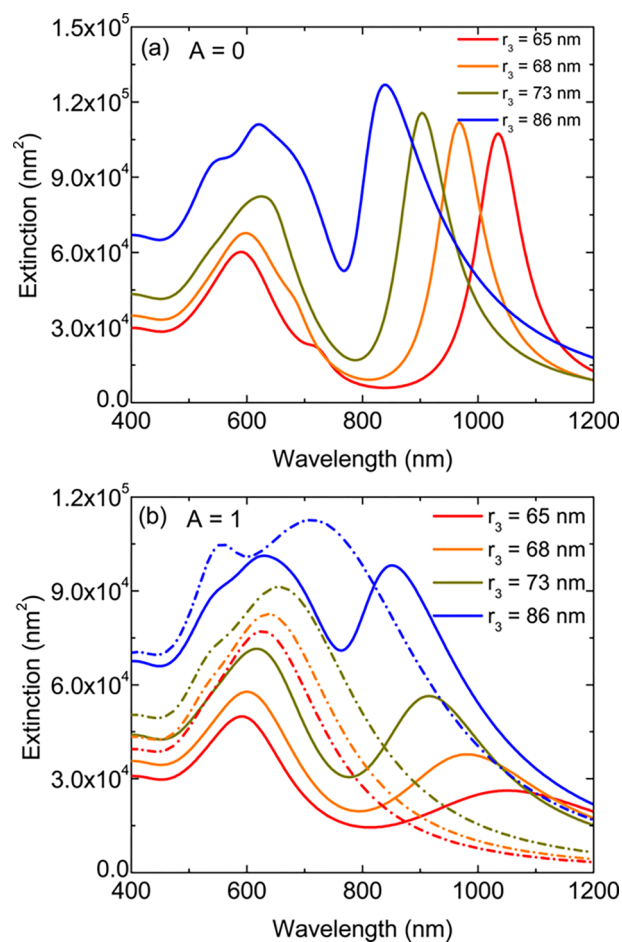 (a) A = 0
r₃ = 65 nm
r₃ = 68 nm
r₃ = 73 nm
r₃ = 86 nm
Extinction (nm²)
1.5x10⁵
1.2x10⁵
9.0x10⁴
6.0x10⁴
3.0x10⁴
0.0
400 600 800 1000 1200
Wavelength (nm)
(b) A = 1
r₃ = 65 nm
r₃ = 68 nm
r₃ = 73 nm
r₃ = 86 nm
Extinction (nm²)
1.2x10⁵
9.0x10⁴
6.0x10⁴
3.0x10⁴
0.0
400 600 800 1000 1200
Wavelength (nm)